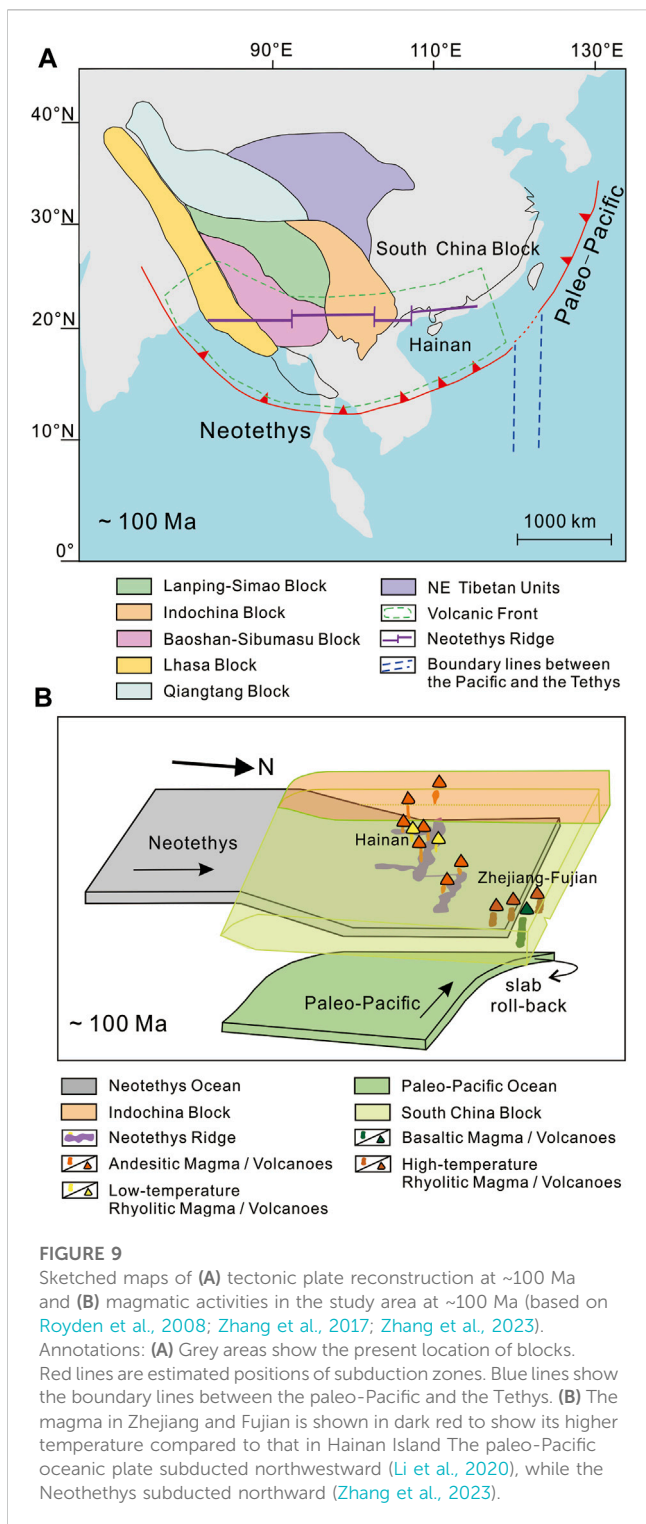 90°E 110°E 130°E
A
40°N
30°N
20°N
10°N
0°
South China Block
Paleo-Pacific
Hainan
Neotethys
~ 100 Ma
1000 km
Lanping-Simao Block
Indochina Block
Baoshan-Sibumasu Block
Lhasa Block
Qiangtang Block
NE Tibetan Units
Volcanic Front
Neotethys Ridge
Boundary lines between
the Pacific and the Tethys
B
N
Neotethys
Hainan
Zhejiang-Fujian
Paleo-Pacific
slab
roll-back
~ 100 Ma
Neotethys Ocean
Indochina Block
Neotethys Ridge
Andesitic Magma / Volcanoes
Low-temperature
Rhyolitic Magma / Volcanoes
Paleo-Pacific Ocean
South China Block
Basaltic Magma / Volcanoes
High-temperature
Rhyolitic Magma / Volcanoes
FIGURE 9
Sketched maps of (A) tectonic plate reconstruction at ~100 Ma
and (B) magmatic activities in the study area at ~100 Ma (based on
Royden et al., 2008; Zhang et al., 2017; Zhang et al., 2023).
Annotations: (A) Grey areas show the present location of blocks.
Red lines are estimated positions of subduction zones. Blue lines show
the boundary lines between the paleo-Pacific and the Tethys. (B) The
magma in Zhejiang and Fujian is shown in dark red to show its higher
temperature compared to that in Hainan Island The paleo-Pacific
oceanic plate subducted northwestward (Li et al., 2020), while the
Neothethys subducted northward (Zhang et al., 2023).